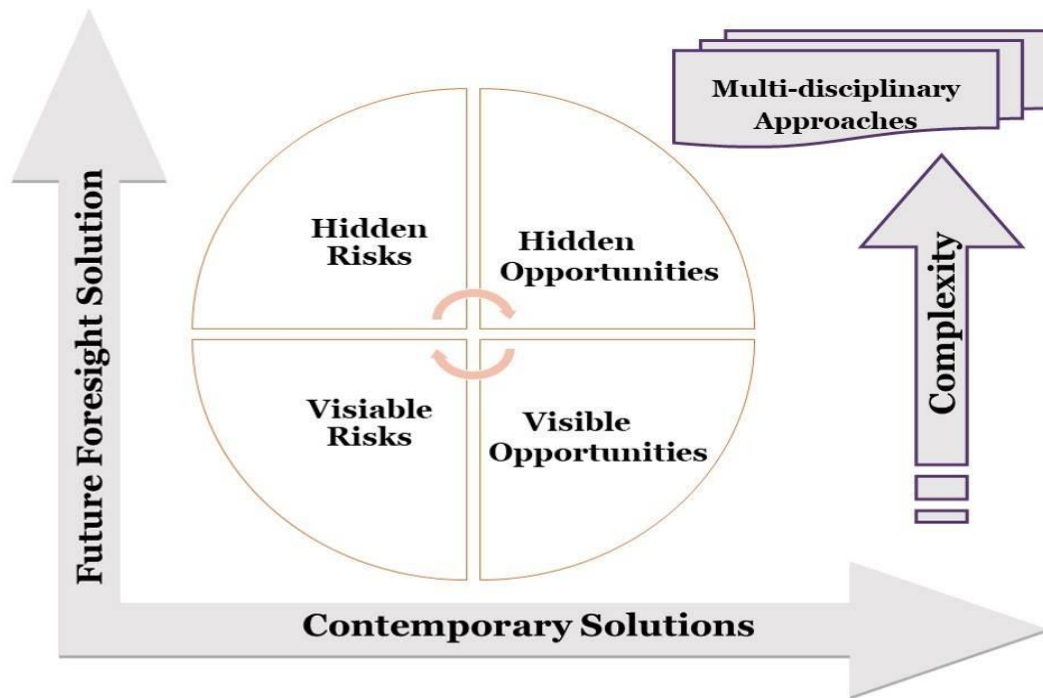 Multi-disciplinary
Approaches
Future Foresight Solution
Hidden
Risks
Hidden
Opportunities
Complexity
Visiable
Risks
Visible
Opportunities
Contemporary Solutions